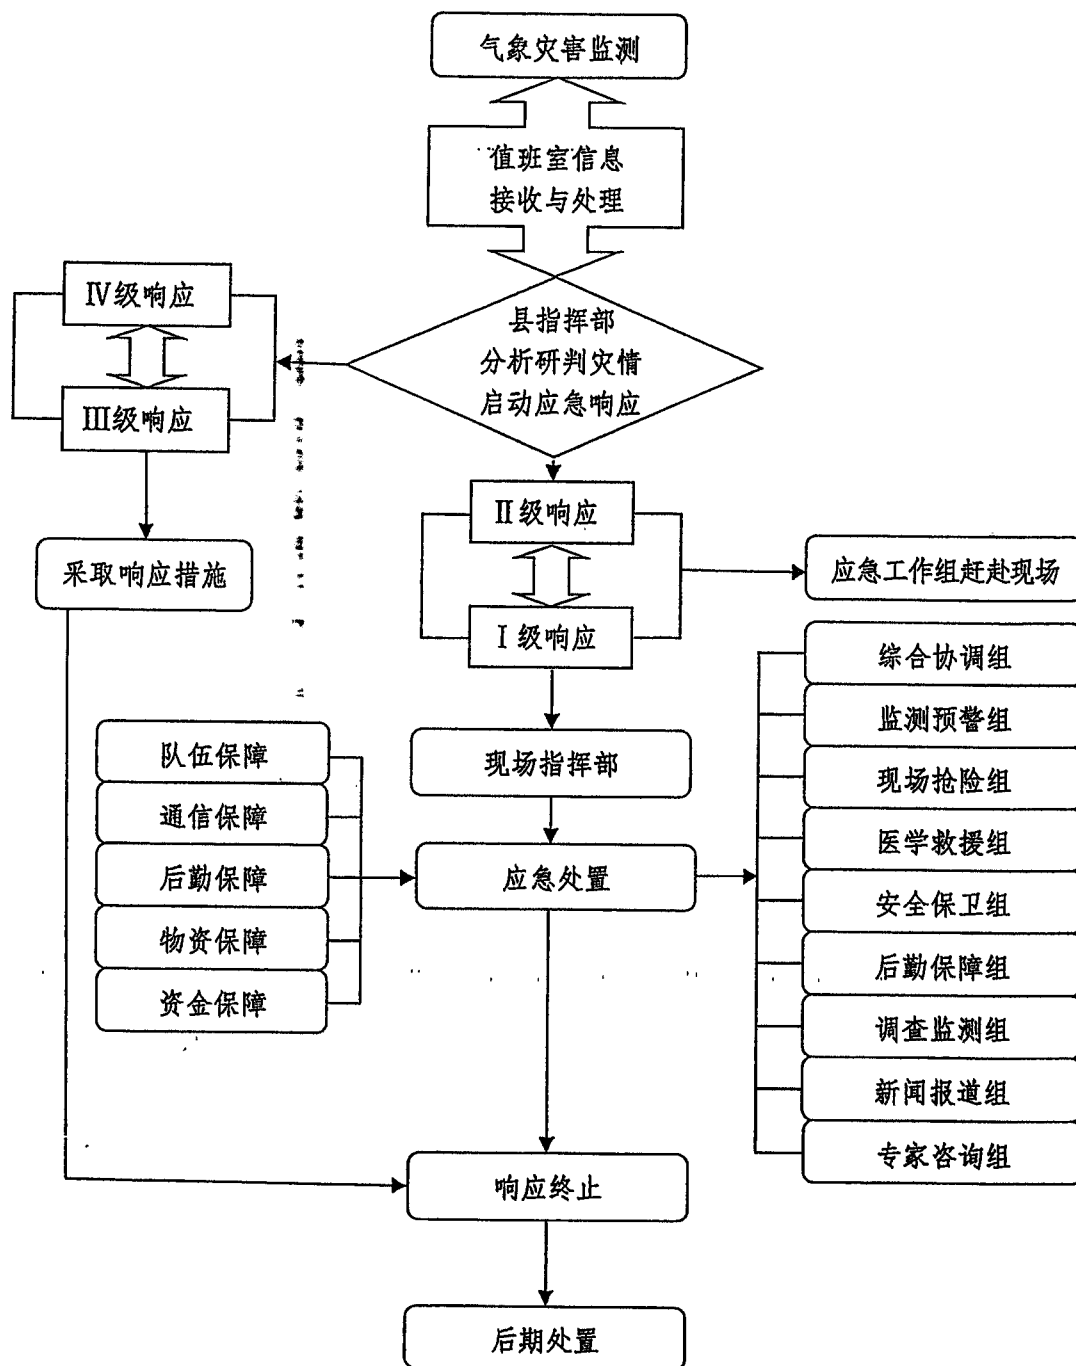 气象灾害监测
值班室信息
接收与处理
Ⅳ级响应
县指挥部
分析研判灾情
启动应急响应
Ⅲ级响应
Ⅱ级响应
采取响应措施
应急工作组赶赴现场
Ⅰ级响应
综合协调组
监测预警组
队伍保障
现场指挥部
现场抢险组
通信保障
医学救援组
后勤保障
应急处置
安全保卫组
物资保障
后勤保障组
资金保障
调查监测组
新闻报道组
专家咨询组
响应终止
后期处置